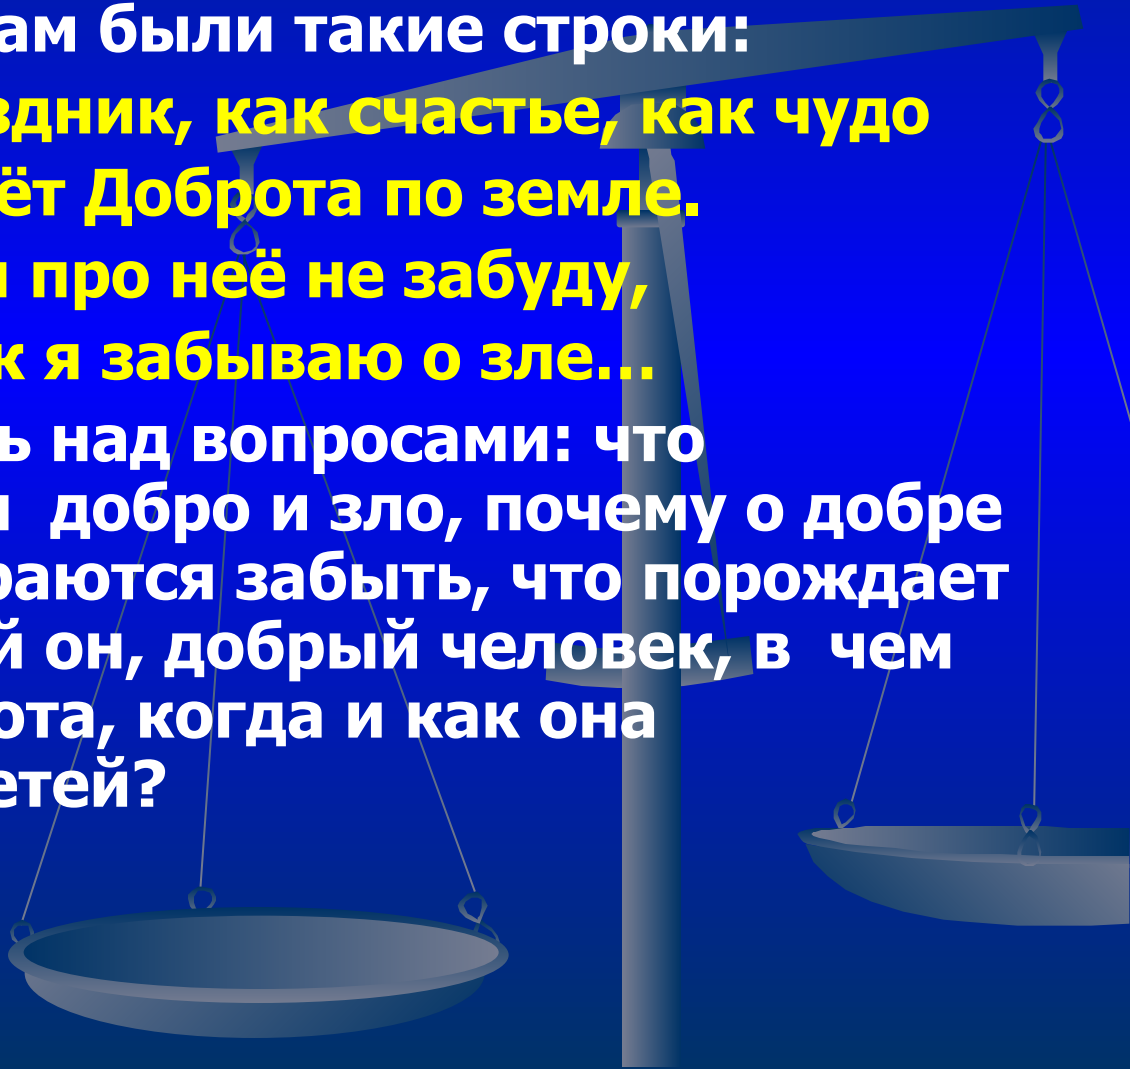 ам были такие строки:
здник, как счастье, как чудо
ёт Доброта по земле.
про неё не забуду,
к я забываю о зле...
ь над вопросами: что
добро и зло, почему о добре
раются забыть, что порождает
й он, добрый человек, в чем
ота, когда и как она
етей?